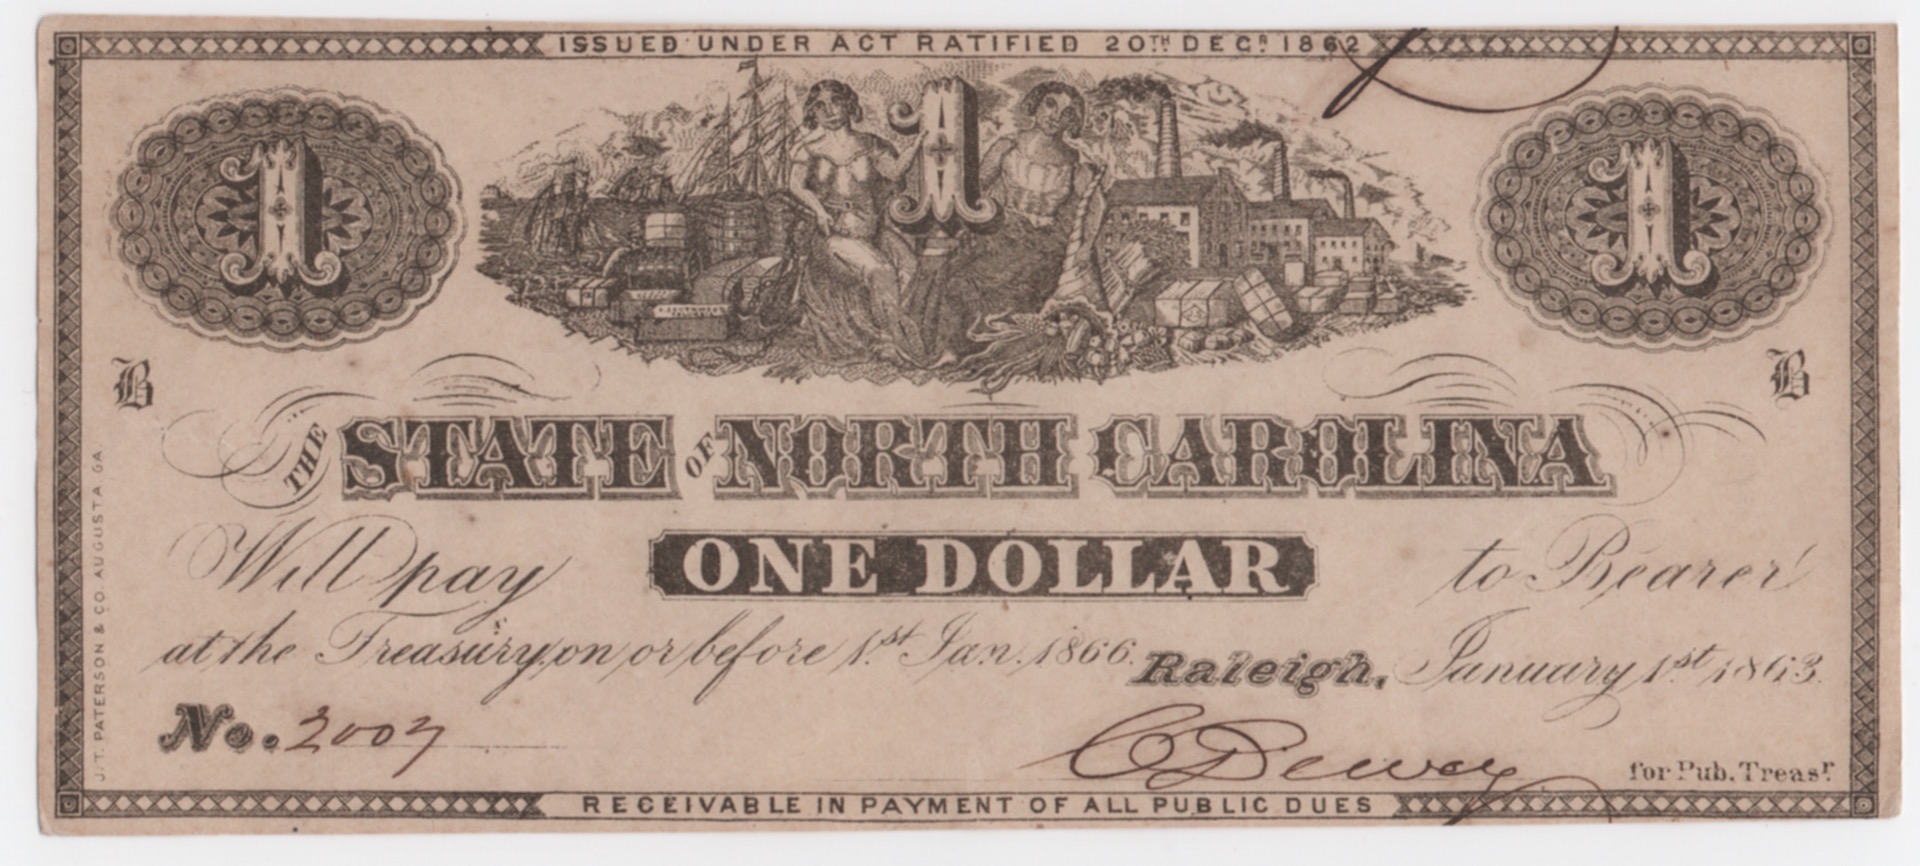 ISSUED UNDER ACT RATIFIED 20TH DECR. 1862
1 1 1
B B
THE STATE OF NORTH CAROLINA
Will pay ONE DOLLAR to Bearer
at the Treasury, on or before 1st Jan. 1866. Raleigh, January 1st 1863.
No. 2007 C Dewey for Pub. Treasr
RECEIVABLE IN PAYMENT OF ALL PUBLIC DUES
J. T. PATERSON & CO. AUGUSTA, GA.